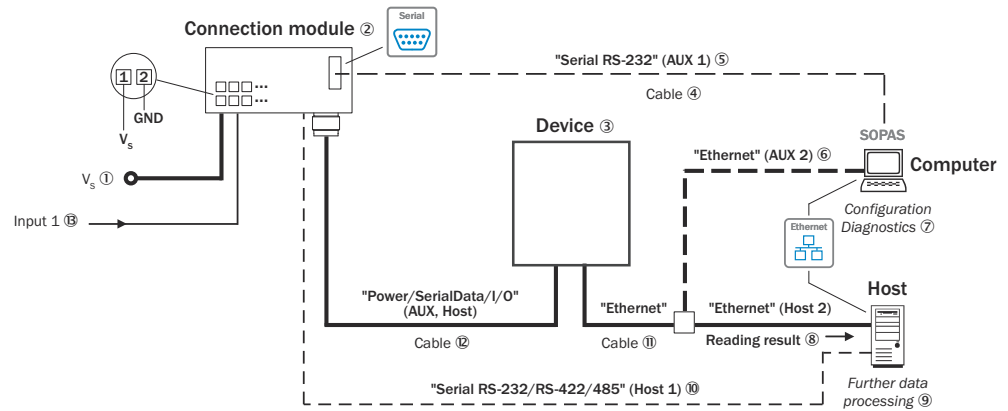 Serial
Connection module ②
"Serial RS-232" (AUX 1) ⑤
1 2
...
...
Cable ④
GND
Vs
Device ③
SOPAS
"Ethernet" (AUX 2) ⑥
Computer
Vs ①
Configuration
Diagnostics ⑦
Input 1 ⑬
Ethernet
Host
"Power/SerialData/I/O"
(AUX, Host)
"Ethernet"
"Ethernet" (Host 2)
Cable ⑫
Cable ⑪
Reading result ⑧
"Serial RS-232/RS-422/485" (Host 1) ⑩
Further data
processing ⑨